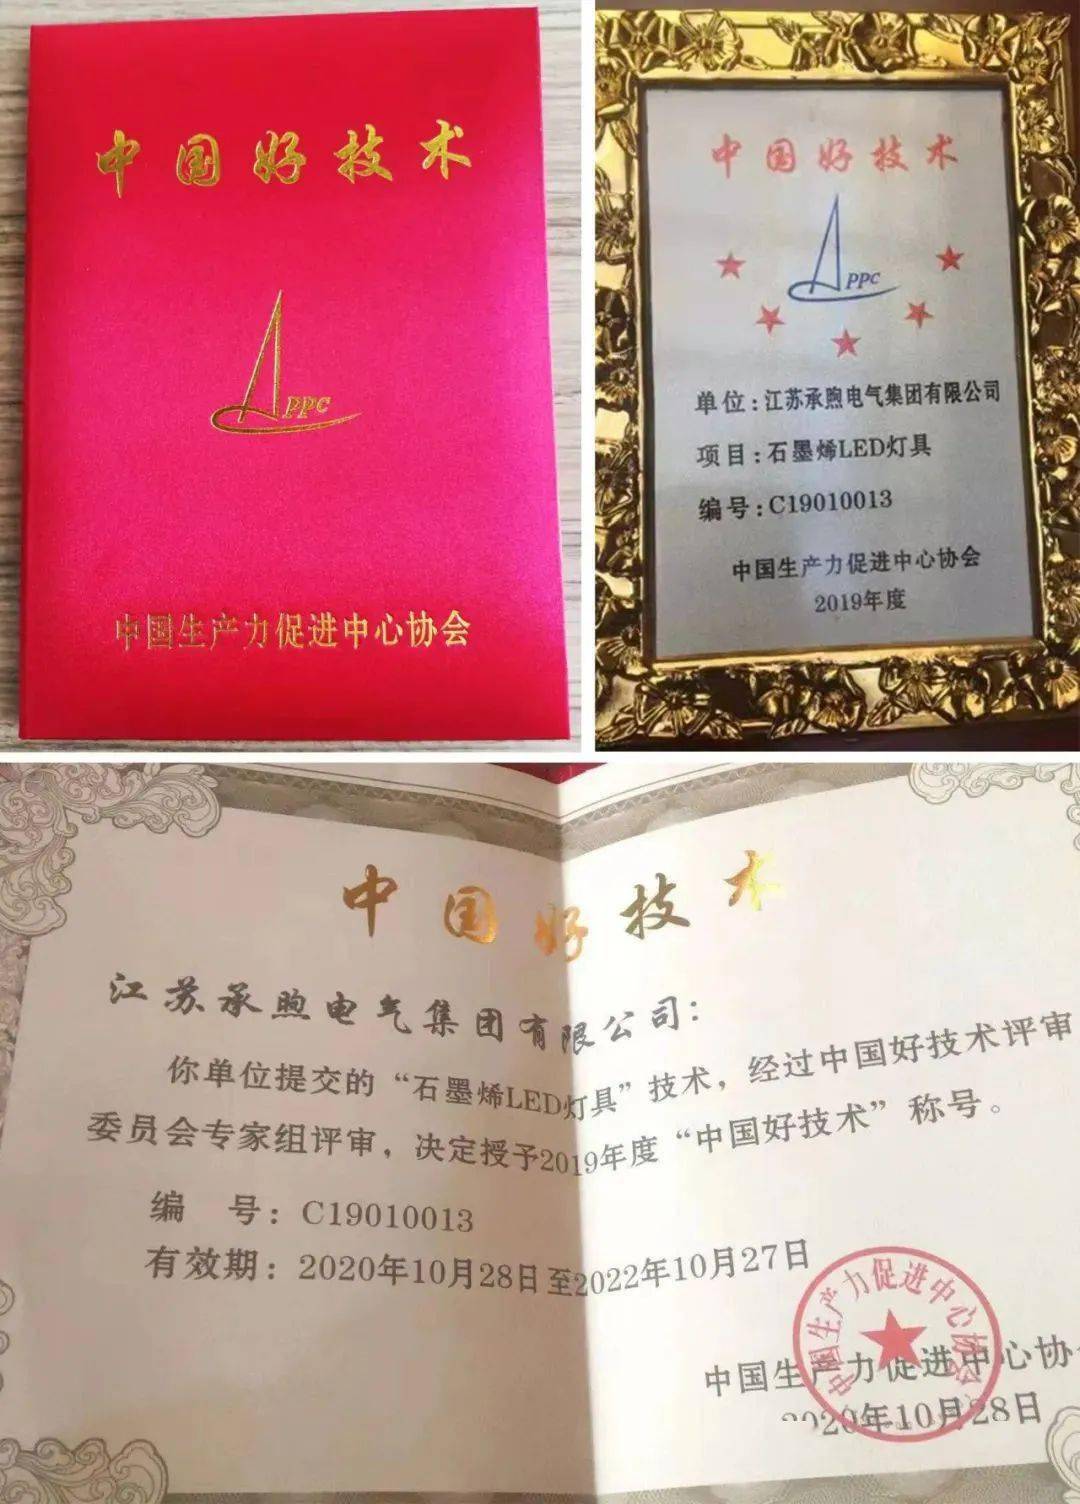 中国好技术
PPC
中国生产力促进中心协会
中国好技术
PPC
单位：江苏承煦电气集团有限公司
项目：石墨烯LED灯具
编号：C19010013
中国生产力促进中心协会
2019年度
中国好技术
江苏承煦电气集团有限公司：
你单位提交的“石墨烯LED灯具”技术，经过中国好技术评审
委员会专家组评审，决定授予2019年度“中国好技术”称号。
编 号：C19010013
有效期：2020年10月28日至2022年10月27日
中国生产力促进中心协会
中国生产力促进中心协
2020年10月28日